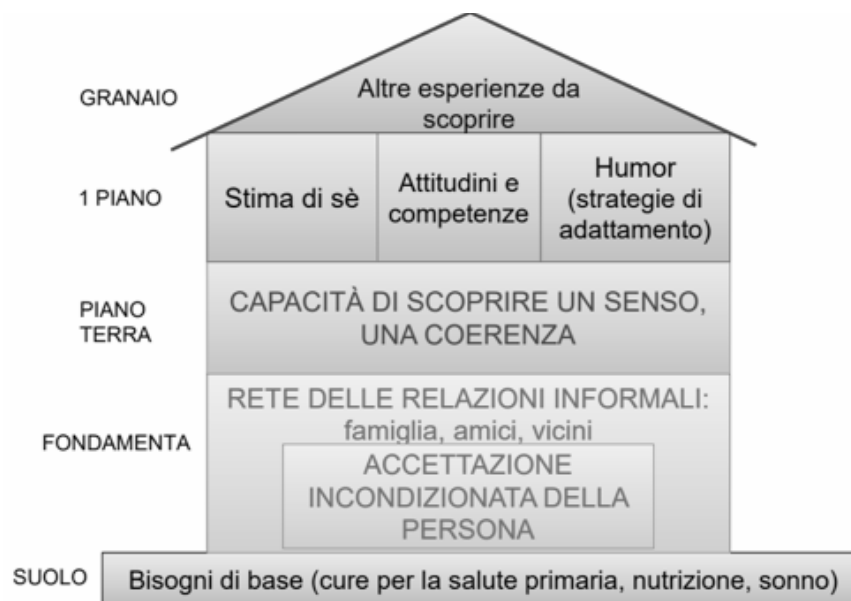 GRANAIO
Altre esperienze da
scoprire
1 PIANO
Stima di sè
Attitudini e
competenze
Humor
(strategie di
adattamento)
PIANO
TERRA
CAPACITÀ DI SCOPRIRE UN SENSO,
UNA COERENZA
FONDAMENTA
RETE DELLE RELAZIONI INFORMALI:
famiglia, amici, vicini
ACCETTAZIONE
INCONDIZIONATA DELLA
PERSONA
SUOLO
Bisogni di base (cure per la salute primaria, nutrizione, sonno)